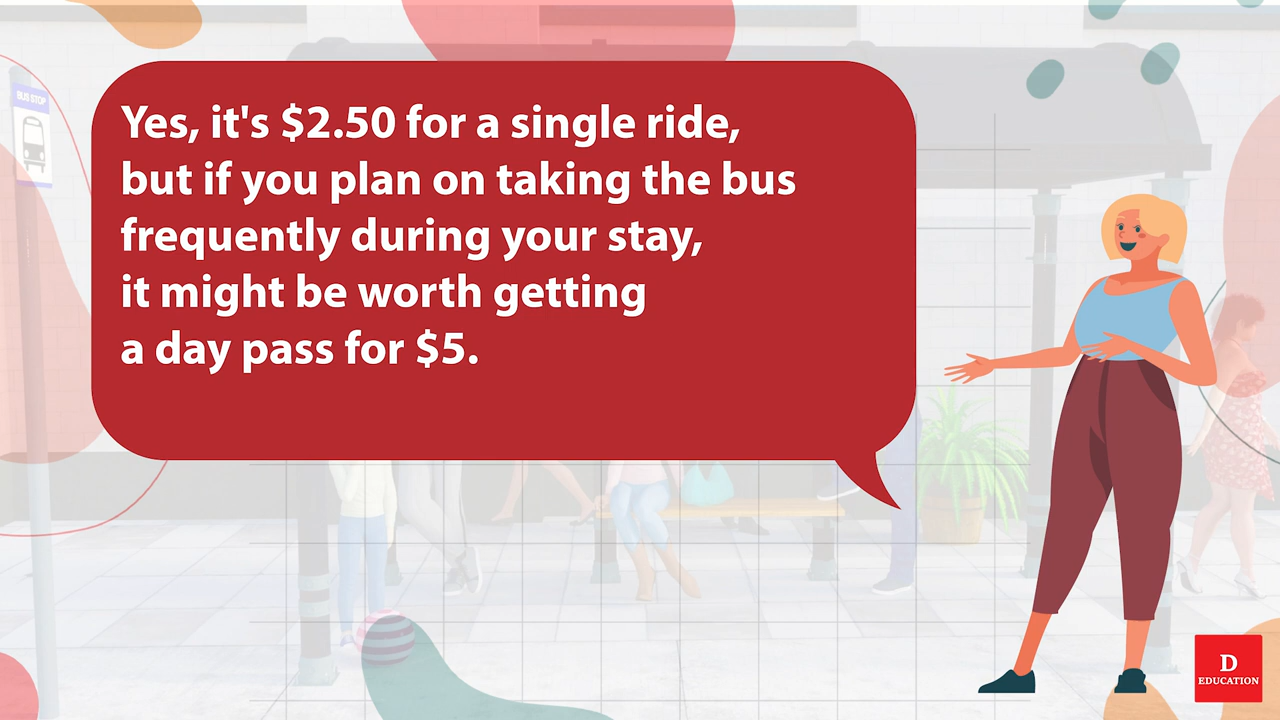 BUS STOP
Yes, it's $2.50 for a single ride,
but if you plan on taking the bus
frequently during your stay,
it might be worth getting
a day pass for $5.
D
EDUCATION